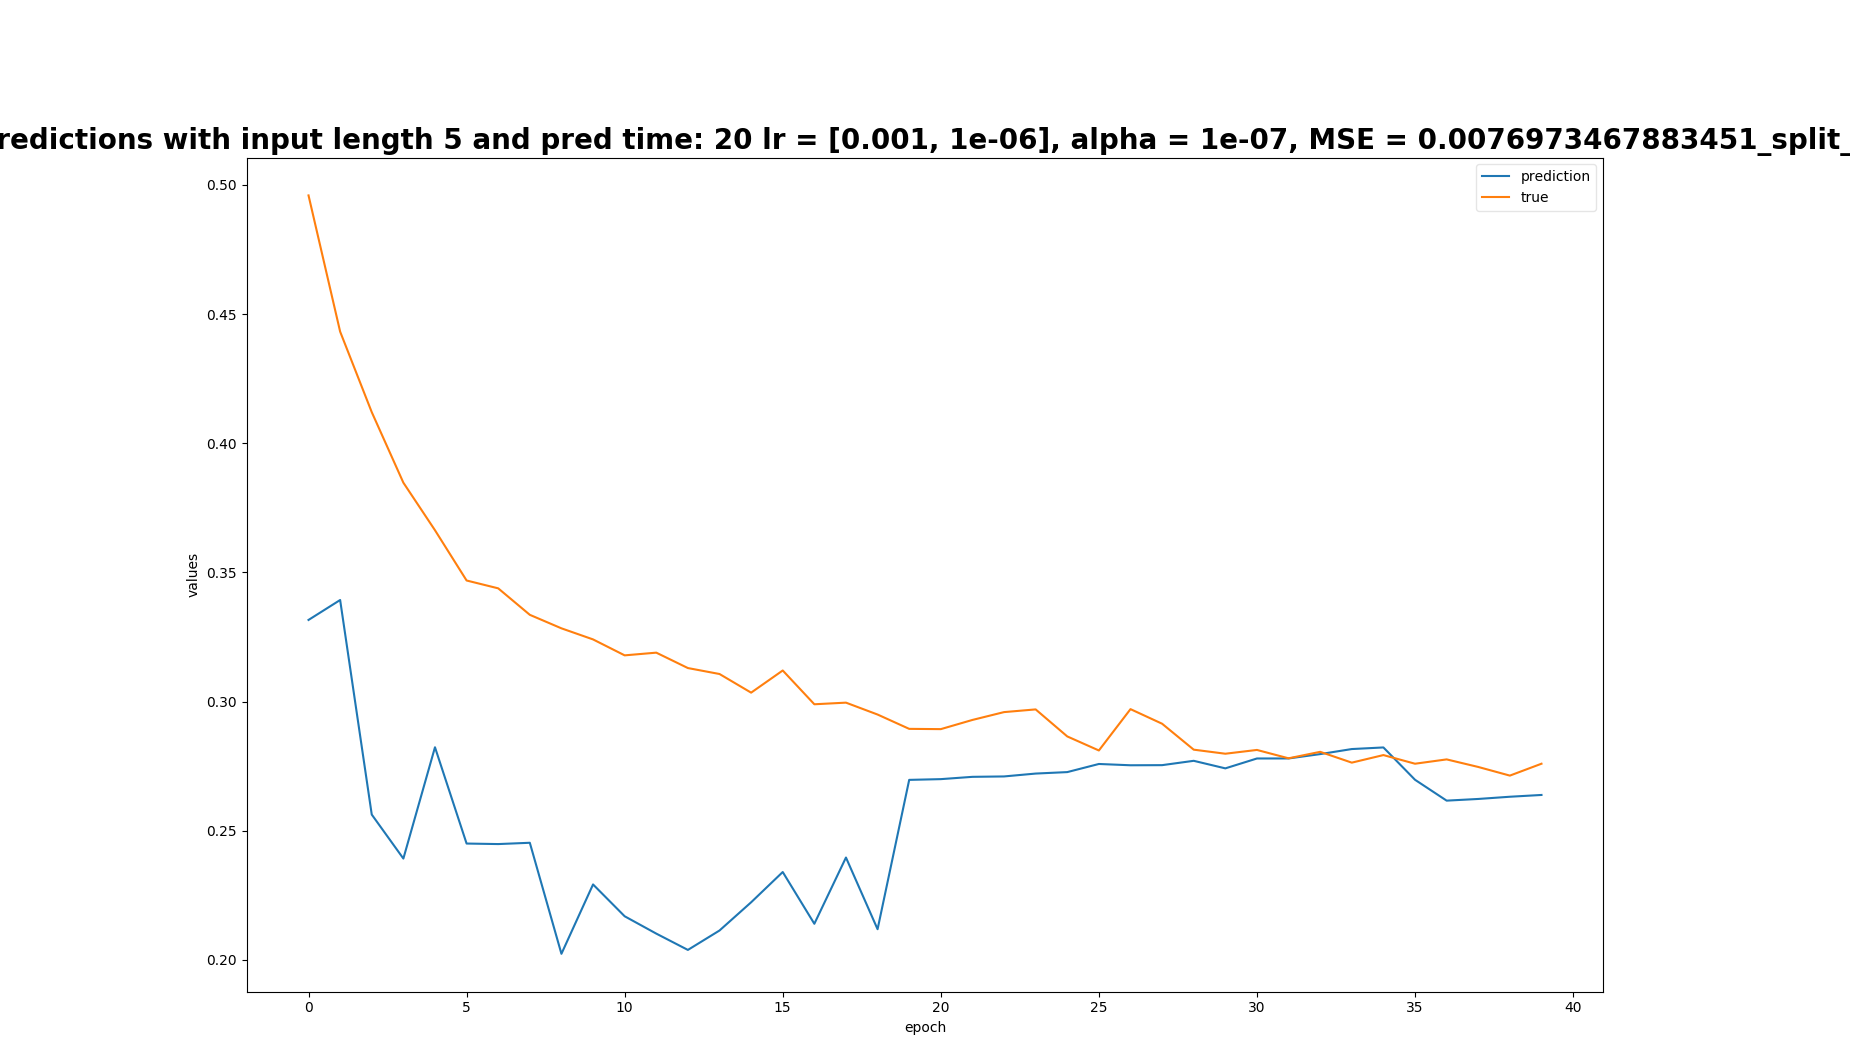 redictions with input length 5 and pred time: 20 lr = [0.001, 1e-06], alpha = 1e-07, MSE = 0.0076973467883451_split_
prediction
true
0.50
0.45
0.40
0.35
0.30
0.25
0.20
values
0 5 10 15 20 25 30 35 40
epoch